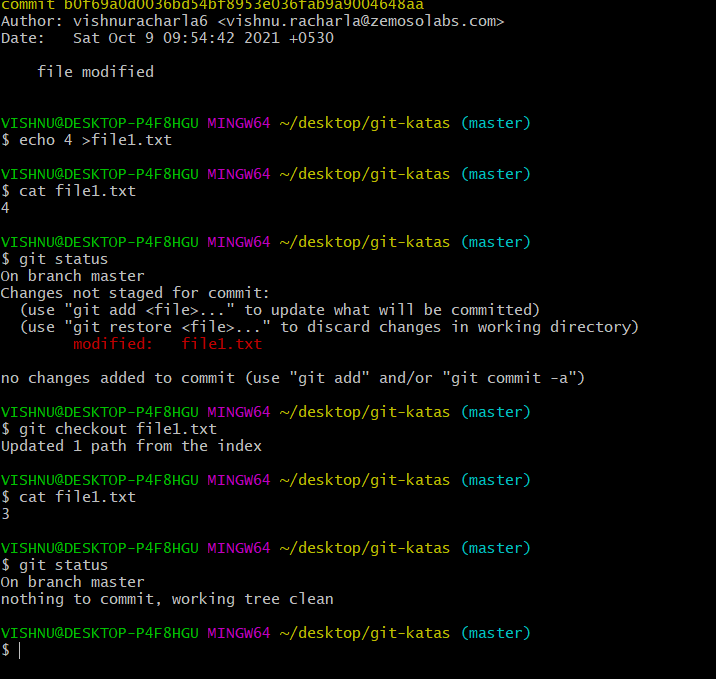 commit b0f69a0d0036bd54bf8953e036fab9a9004648aa
Author: vishnuracharla6 <vishnu.racharla@zemosolabs.com>
Date:   Sat Oct 9 09:54:42 2021 +0530
    file modified
VISHNU@DESKTOP-P4F8HGU MINGW64 ~/desktop/git-katas (master)
$ echo 4 >file1.txt
VISHNU@DESKTOP-P4F8HGU MINGW64 ~/desktop/git-katas (master)
$ cat file1.txt
4
VISHNU@DESKTOP-P4F8HGU MINGW64 ~/desktop/git-katas (master)
$ git status
On branch master
Changes not staged for commit:
  (use "git add <file>..." to update what will be committed)
  (use "git restore <file>..." to discard changes in working directory)
        modified:   file1.txt
no changes added to commit (use "git add" and/or "git commit -a")
VISHNU@DESKTOP-P4F8HGU MINGW64 ~/desktop/git-katas (master)
$ git checkout file1.txt
Updated 1 path from the index
VISHNU@DESKTOP-P4F8HGU MINGW64 ~/desktop/git-katas (master)
$ cat file1.txt
3
VISHNU@DESKTOP-P4F8HGU MINGW64 ~/desktop/git-katas (master)
$ git status
On branch master
nothing to commit, working tree clean
VISHNU@DESKTOP-P4F8HGU MINGW64 ~/desktop/git-katas (master)
$